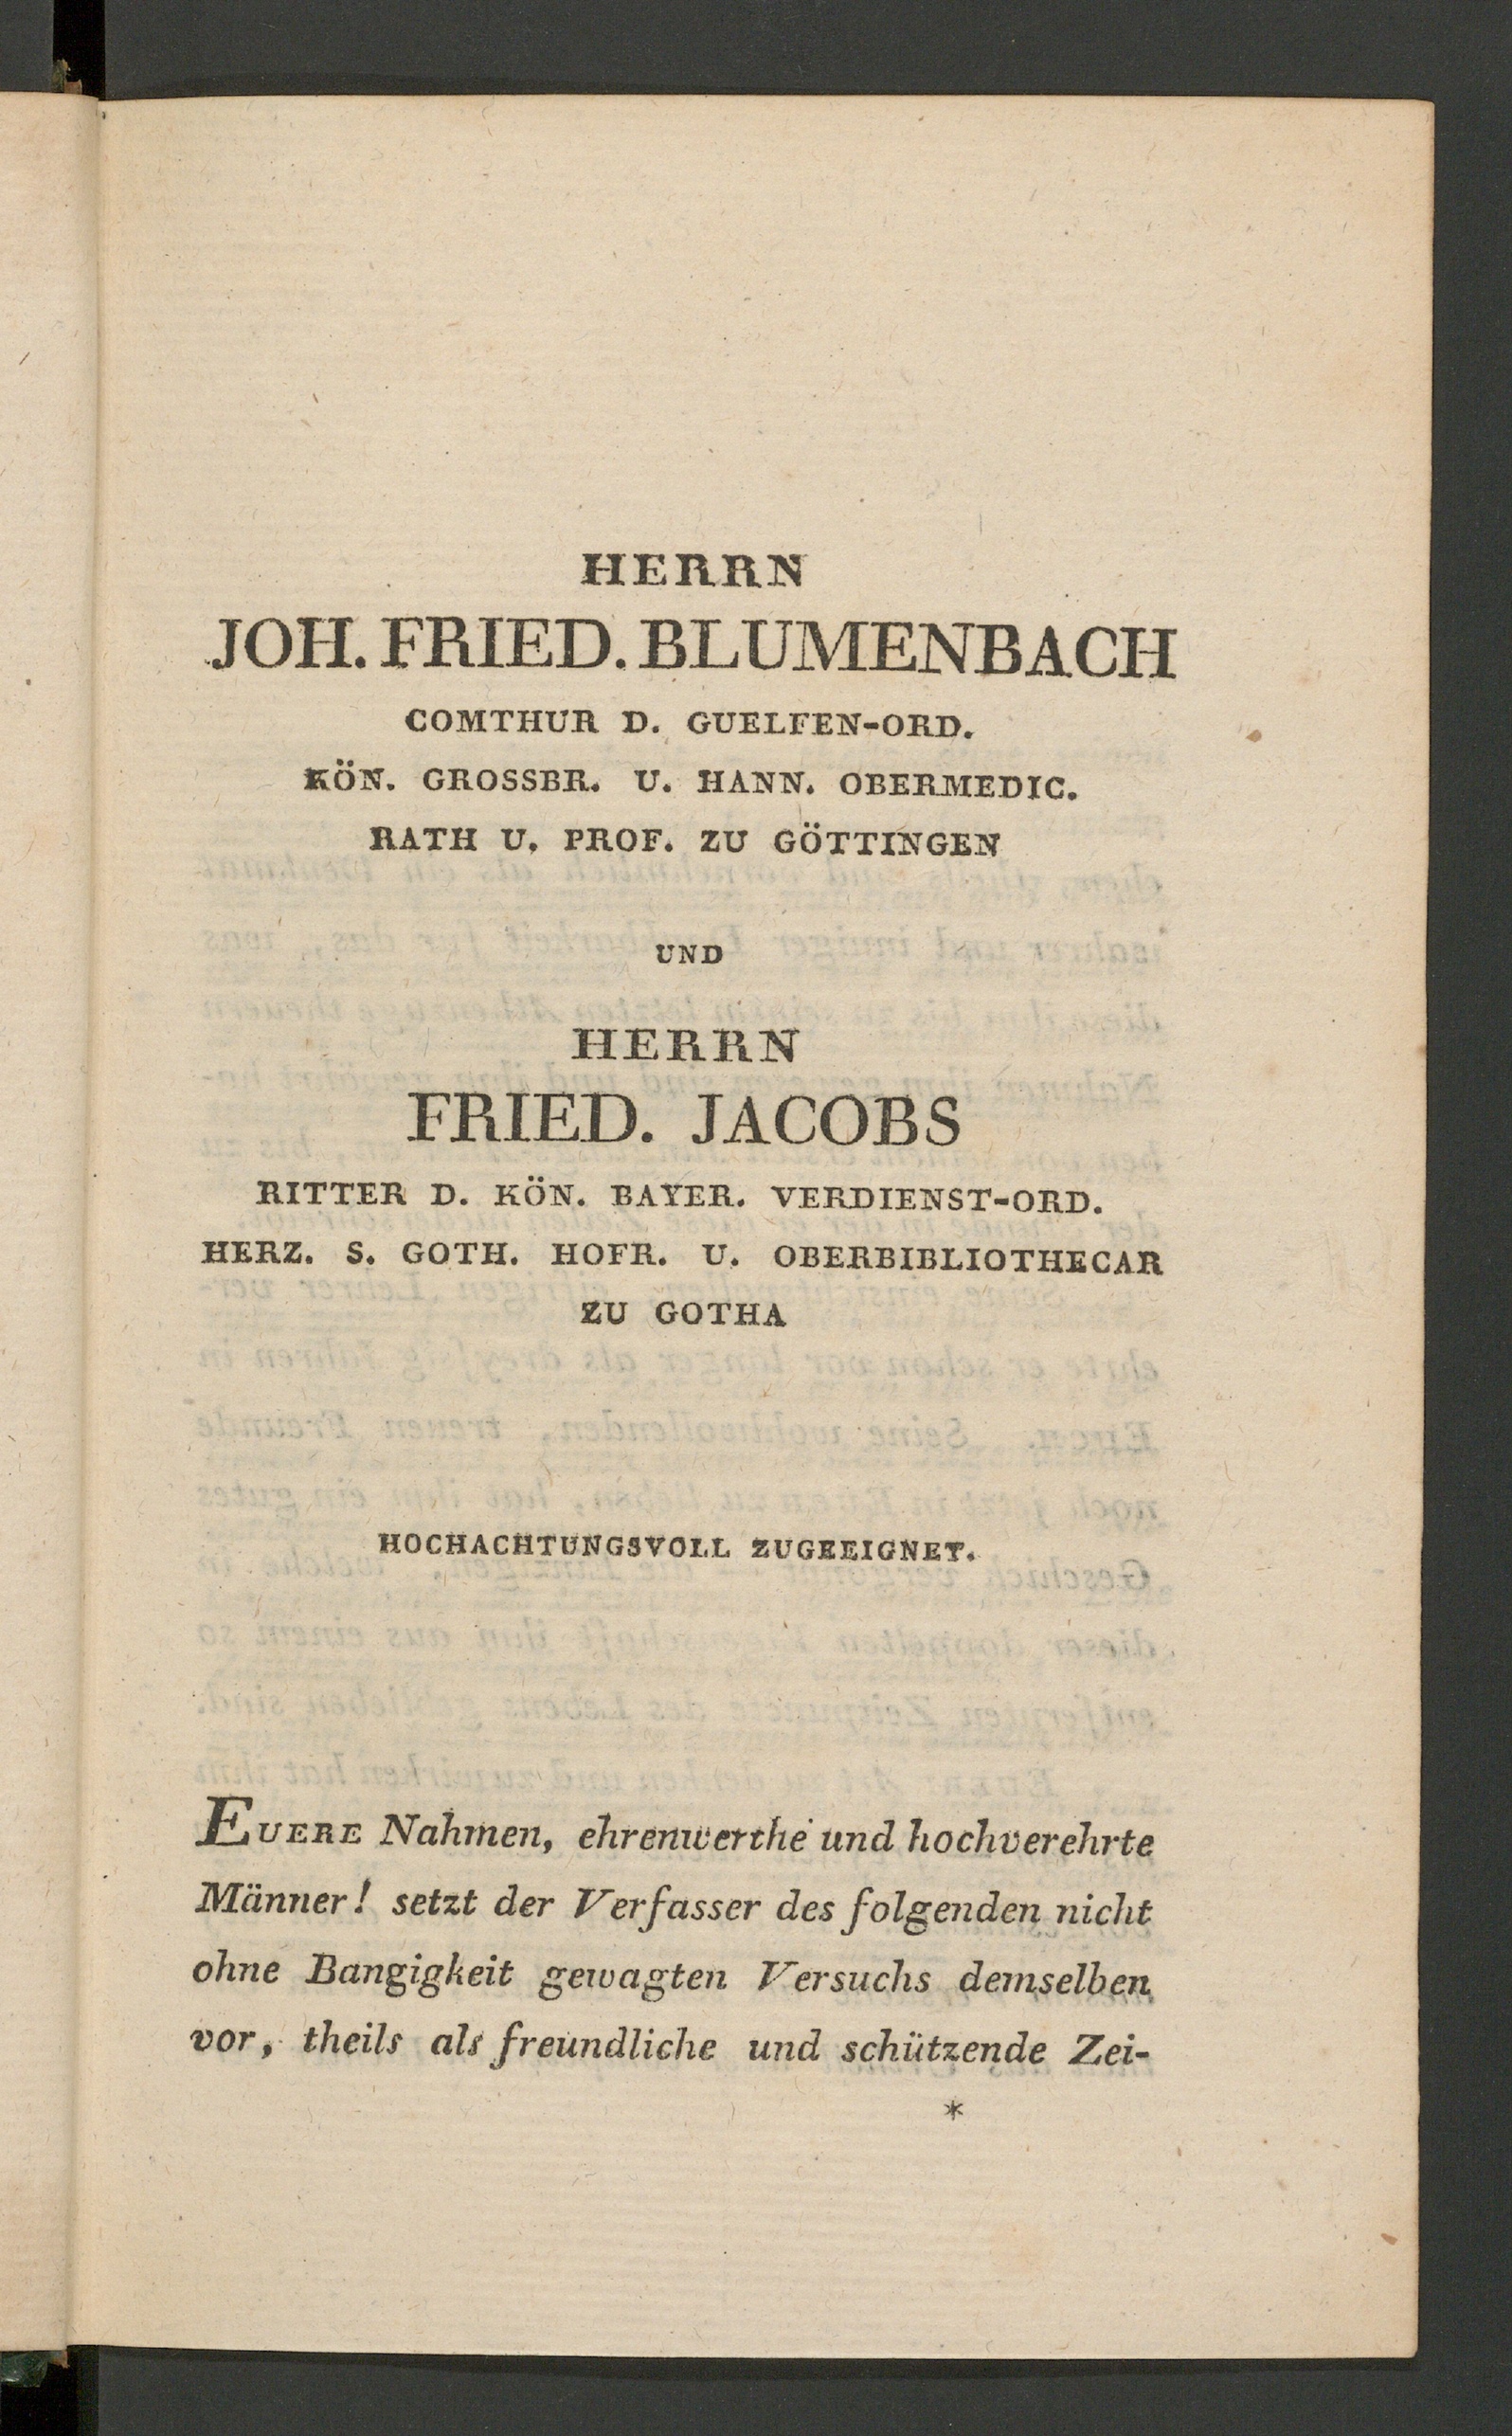 HERRN
JOH. FRIED. BLUMENBACH
COMTHUR D. GUELFEN-ORD.
KÖN. GROSSBR. U. HANN. OBERMEDIC.
RATH U. PROF. ZU GÖTTINGEN
UND
HERRN
FRIED. JACOBS
RITTER D. KÖN. BAYER. VERDIENST-ORD.
HERZ. S. GOTH. HOFR. U. OBERBIBLIOTHECAR
ZU GOTHA
HOCHACHTUNGSVOLL ZUGEEIGNET.
EUERE Nahmen, ehrenwerthe und hochverehrte
Männer! setzt der Verfasser des folgenden nicht
ohne Bangigkeit gewagten Versuchs demselben
vor, theils als freundliche und schützende Zei-
*